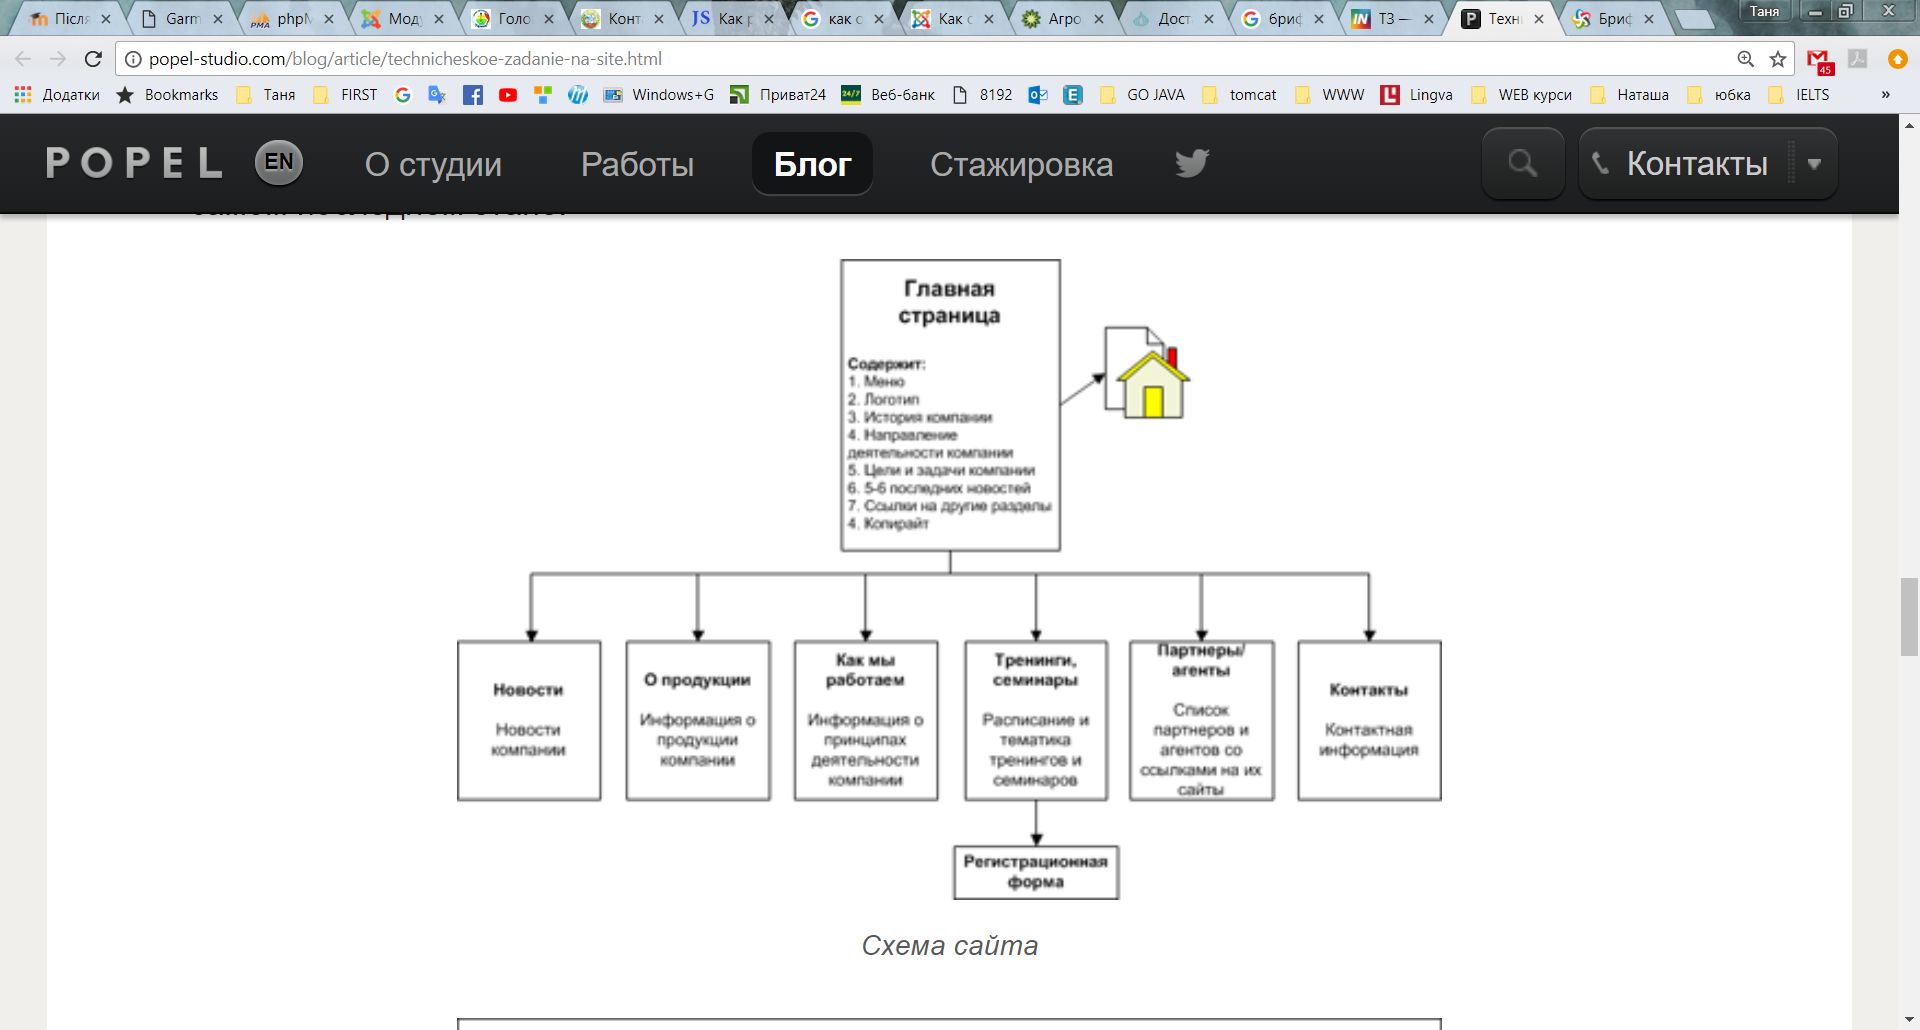 Після
Garm
phpM
Моду
Голо
Конт
Как р
как с
Как с
Агро
Дост
бриф
ТЗ —
Техн
Бриф
Таня
popel-studio.com/blog/article/technicheskoe-zadanie-na-site.html
45
Додатки Bookmarks Таня FIRST Windows+G Приват24 Веб-банк 8192 GO JAVA tomcat WWW Lingva WEB курси Наташа юбка IELTS »
POPEL EN О студии Работы Блог Стажировка Контакты
Главная
страница
Содержит:
1. Меню
2. Логотип
3. История компании
4. Направление
деятельности компании
5. Цели и задачи компании
6. 5-6 последних новостей
7. Ссылки на другие разделы
4. Копирайт
Новости
Новости
компании
О продукции
Информация о
продукции
компании
Как мы
работаем
Информация о
принципах
деятельности
компании
Тренинги,
семинары
Расписание и
тематика
тренингов и
семинаров
Партнеры/
агенты
Список
партнеров и
агентов со
ссылками на их
сайты
Контакты
Контактная
информация
Регистрационная
форма
Схема сайта